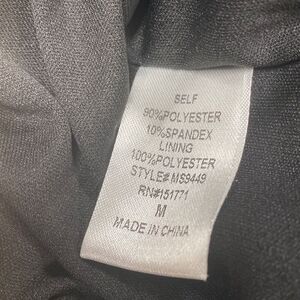 SELF
90%POLYESTER
10%SPANDEX
LINING
100%POLYESTER
STYLE# MS9449
RN#151771
M
MADE IN CHINA